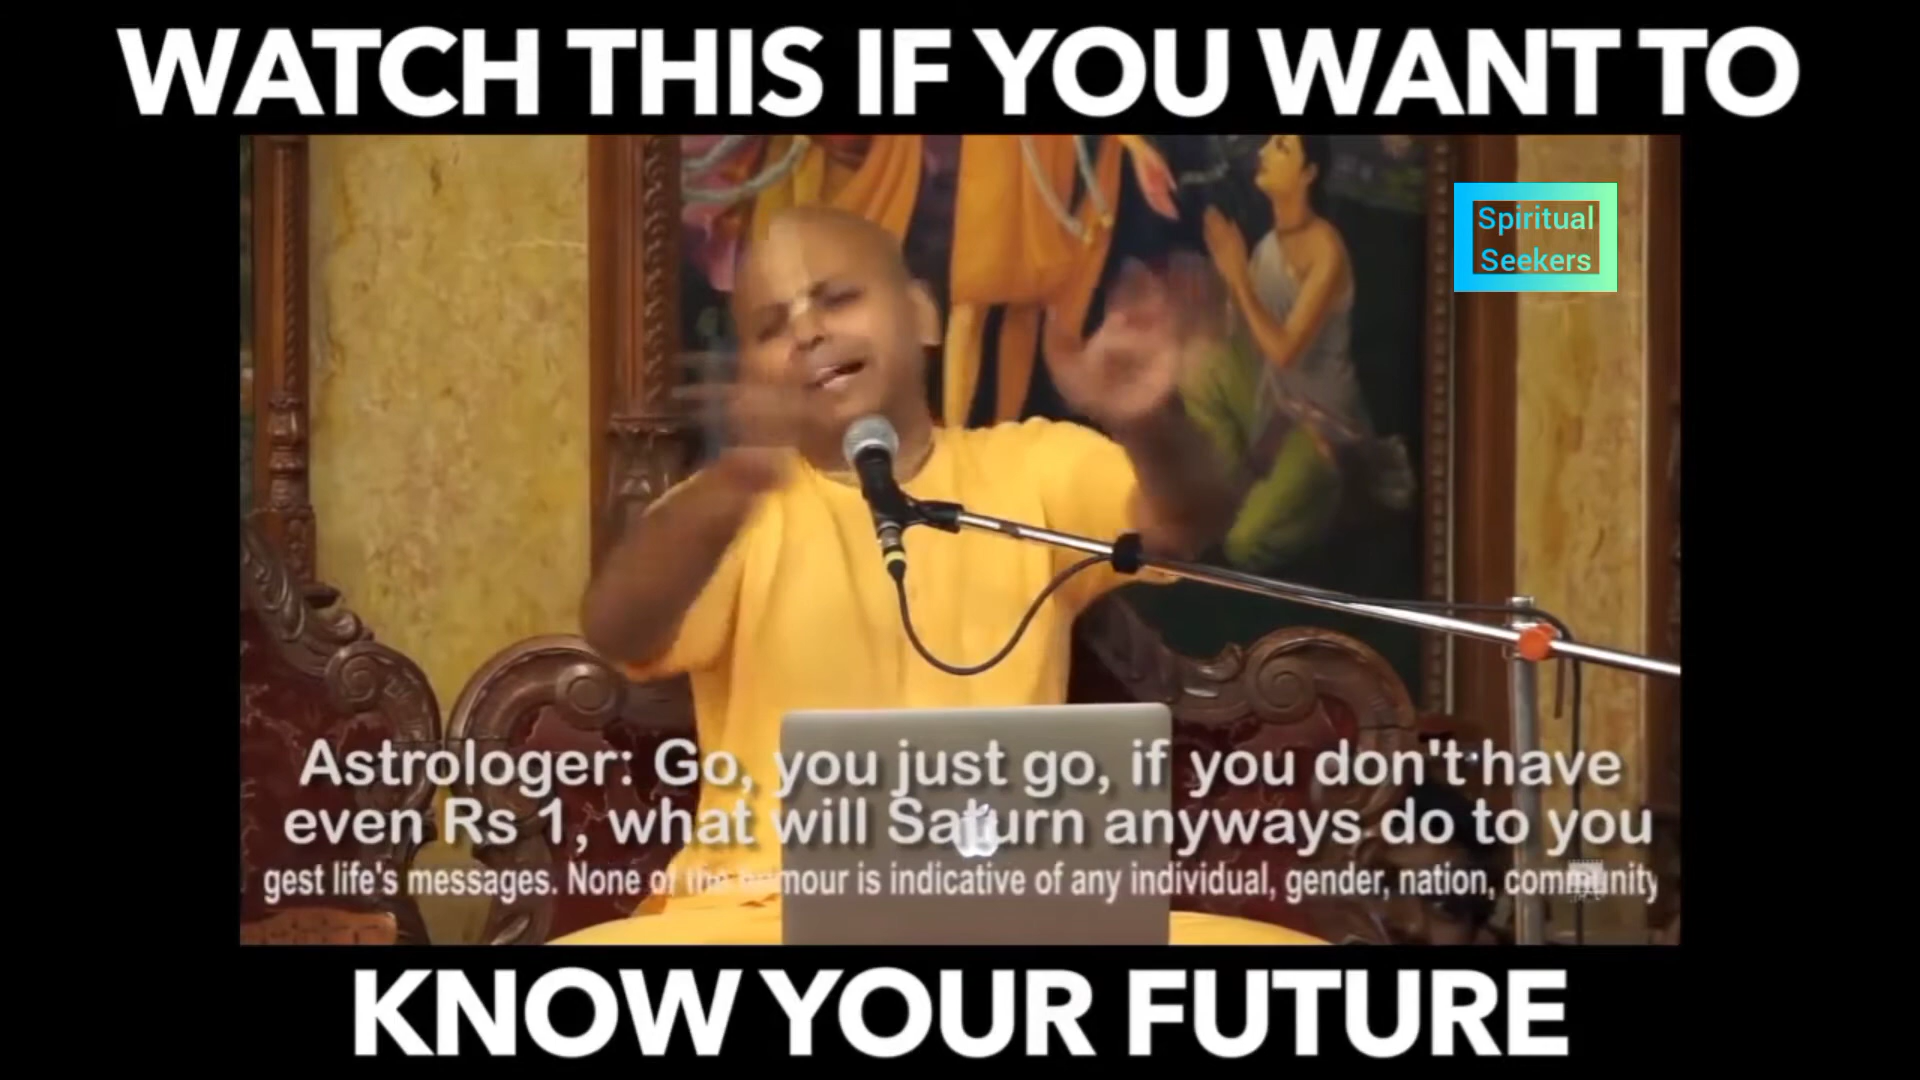 WATCH THIS IF YOU WANT TO
Spiritual
Seekers
Astrologer: Go, you just go, if you don't have
even Rs 1, what will Saturn anyways do to you
gest life's messages. None of the humour is indicative of any individual, gender, nation, community
KNOW YOUR FUTURE